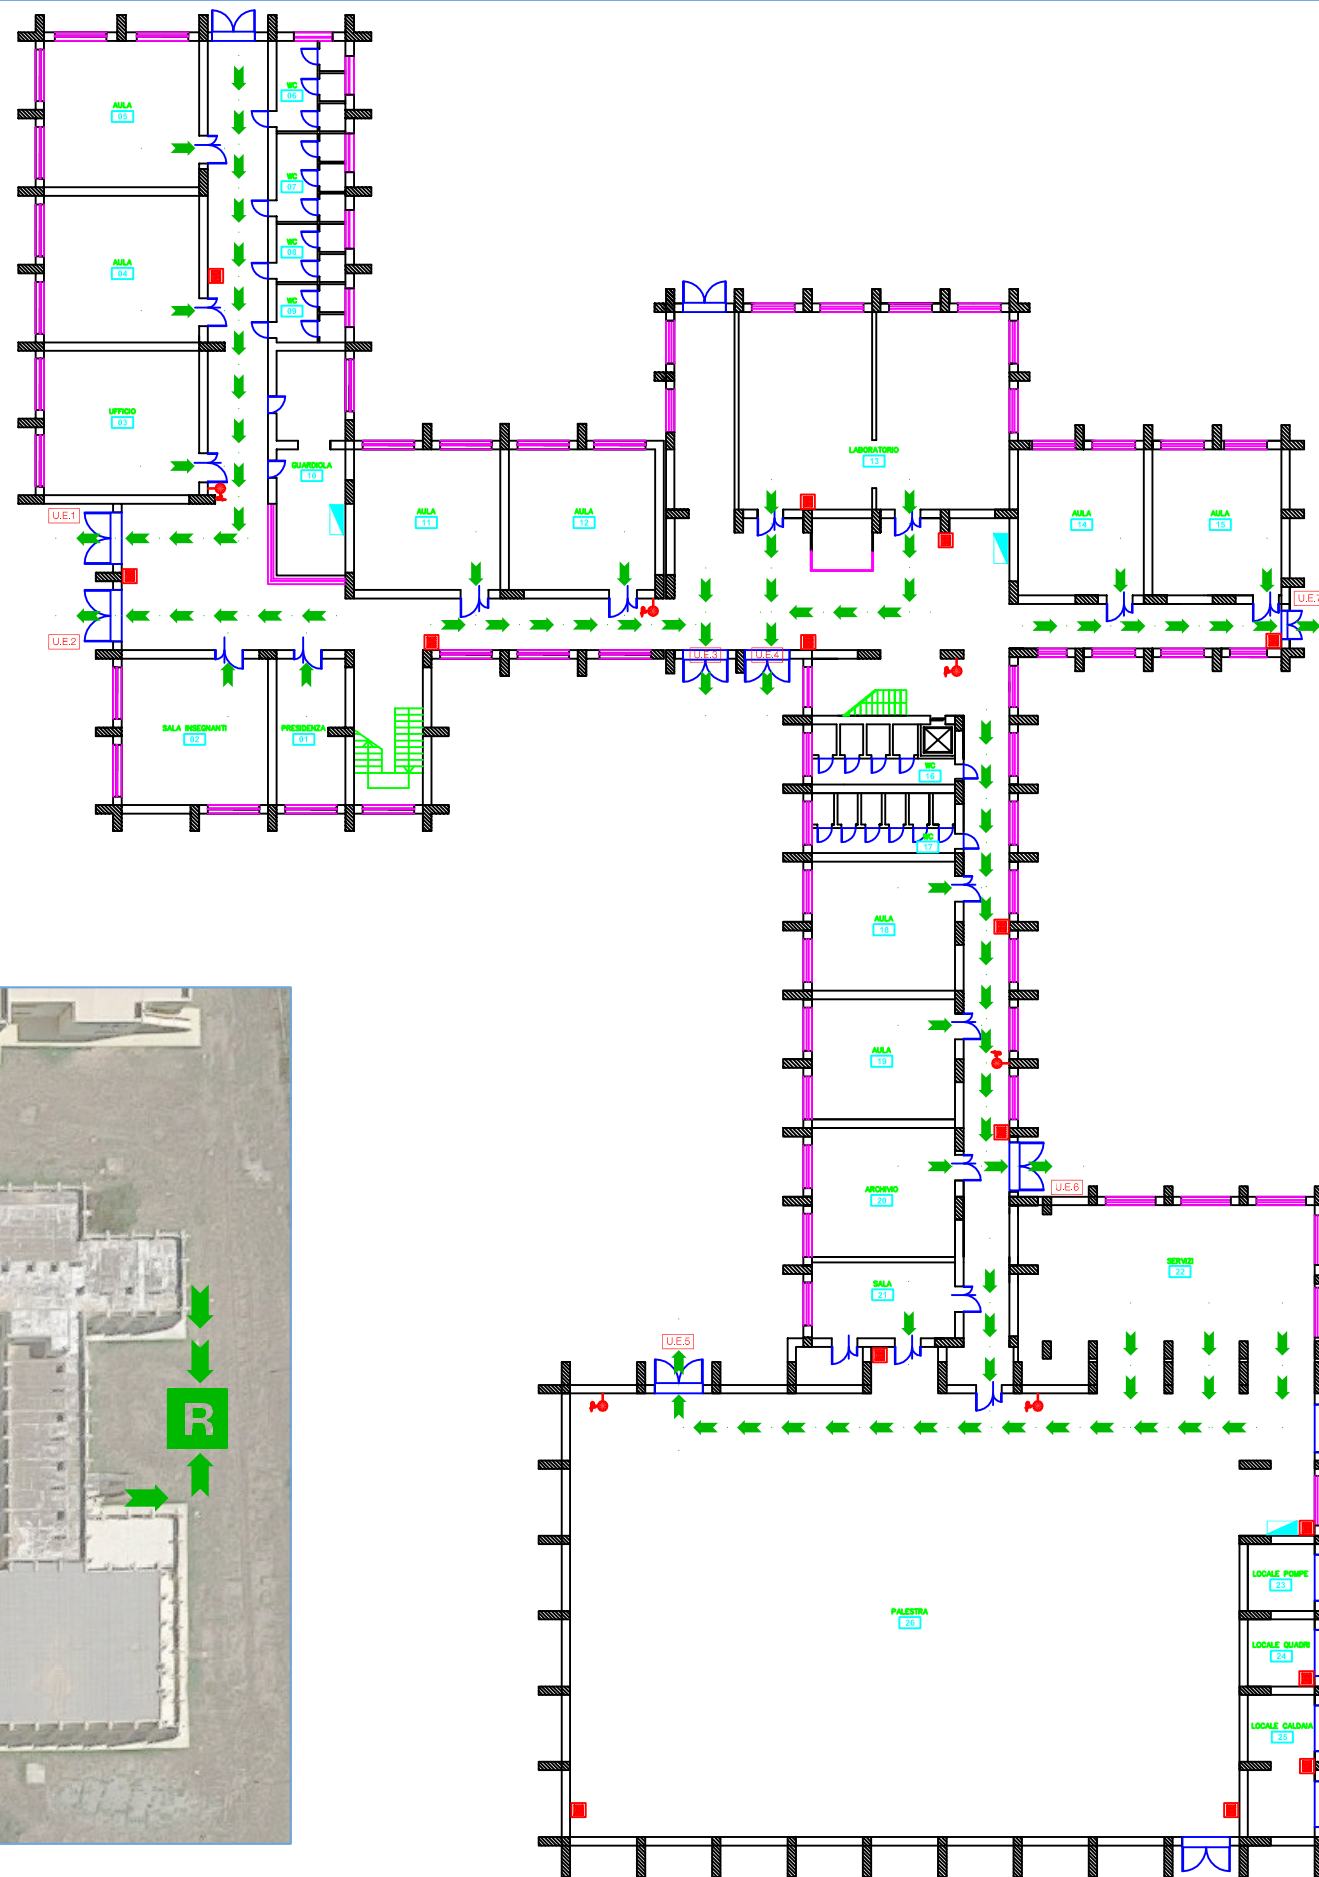 WC
06
AULA
05
WC
07
AULA
04
WC
WC
UFFICIO
03
GUARDIOLA
10
LABORATORIO
13
U.E.1
AULA
11
AULA
12
AULA
14
AULA
15
U.E.7
U.E.2
U.E.3
U.E.4
SALA INSEGNANTI
02
PRESIDENZA
01
WC
16
WC
17
AULA
18
AULA
19
ARCHIVIO
20
U.E.6
SERVIZI
22
SALA
21
U.E.5
R
LOCALE POMPE
23
PALESTRA
26
LOCALE QUADRI
24
LOCALE CALDAIA
25